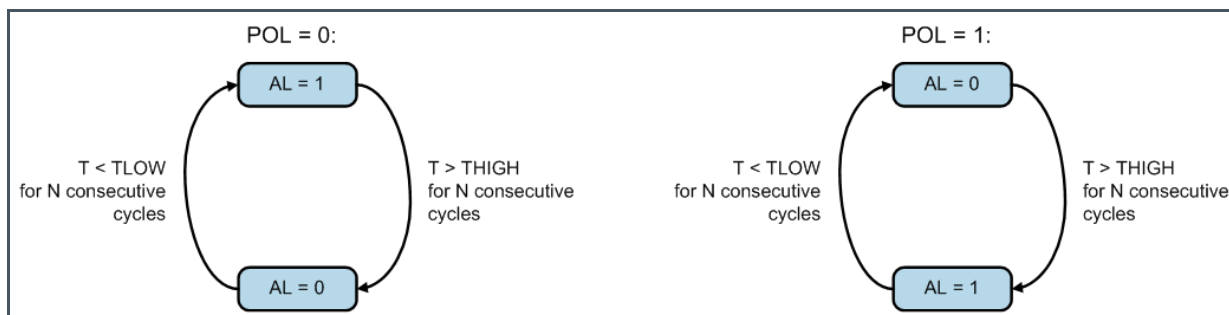 POL = 0:
AL = 1
T < TLOW
for N consecutive
cycles
T > THIGH
for N consecutive
cycles
AL = 0
POL = 1:
AL = 0
T < TLOW
for N consecutive
cycles
T > THIGH
for N consecutive
cycles
AL = 1